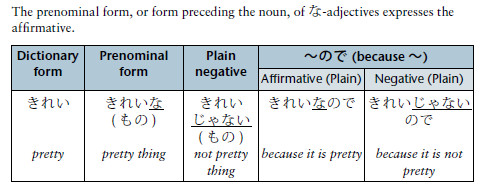 The prenominal form, or form preceding the noun, of な-adjectives expresses the
affirmative.
Dictionary form
Prenominal form
Plain negative
～ので (because ～)
Affirmative (Plain)
Negative (Plain)
きれい
きれいな
(もの)
きれい
じゃない
(もの)
きれいなので
きれいじゃない
ので
pretty
pretty thing
not pretty
thing
because it is pretty
because it is not
pretty